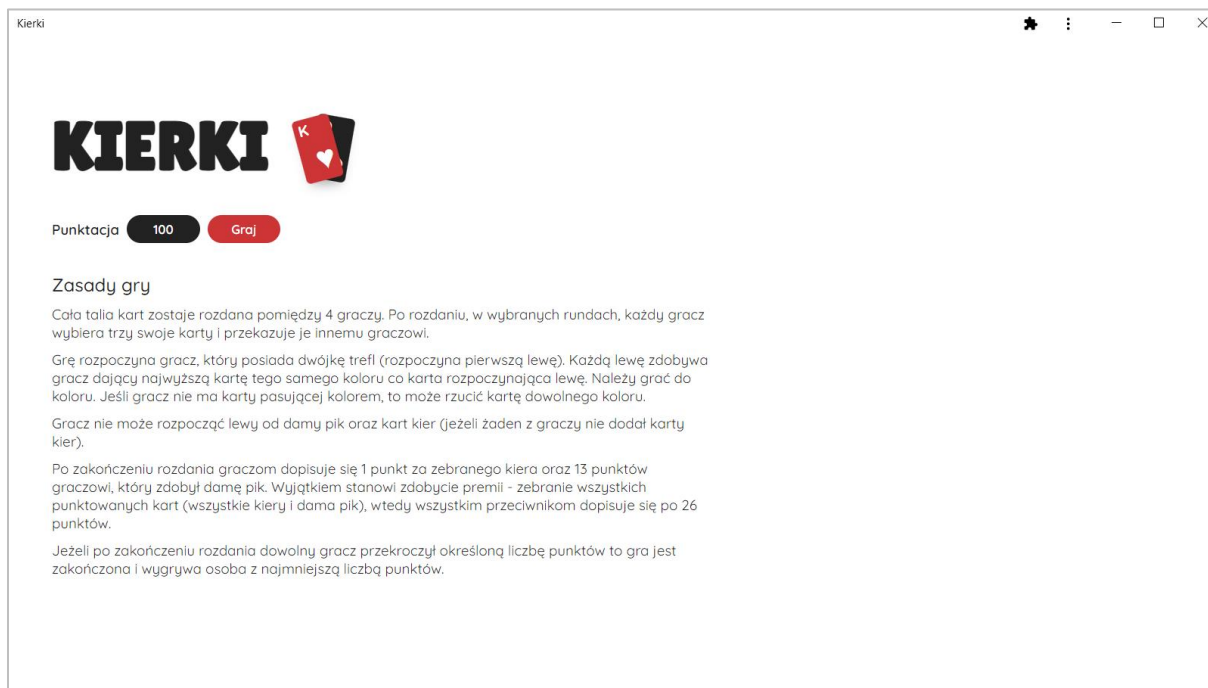 Kierki
KIERKI
K
Punktacja 100 Graj
Zasady gry
Cała talia kart zostaje rozdana pomiędzy 4 graczy. Po rozdaniu, w wybranych rundach, każdy gracz
wybiera trzy swoje karty i przekazuje je innemu graczowi.
Grę rozpoczyna gracz, który posiada dwójkę trefl (rozpoczyna pierwszą lewę). Każdą lewę zdobywa
gracz dający najwyższą kartę tego samego koloru co karta rozpoczynająca lewę. Należy grać do
koloru. Jeśli gracz nie ma karty pasującej kolorem, to może rzucić kartę dowolnego koloru.
Gracz nie może rozpocząć lewy od damy pik oraz kart kier (jeżeli żaden z graczy nie dodał karty
kier).
Po zakończeniu rozdania graczom dopisuje się 1 punkt za zebranego kiera oraz 13 punktów
graczowi, który zdobył damę pik. Wyjątkiem stanowi zdobycie premii - zebranie wszystkich
punktowanych kart (wszystkie kiery i dama pik), wtedy wszystkim przeciwnikom dopisuje się po 26
punktów.
Jeżeli po zakończeniu rozdania dowolny gracz przekroczył określoną liczbę punktów to gra jest
zakończona i wygrywa osoba z najmniejszą liczbą punktów.